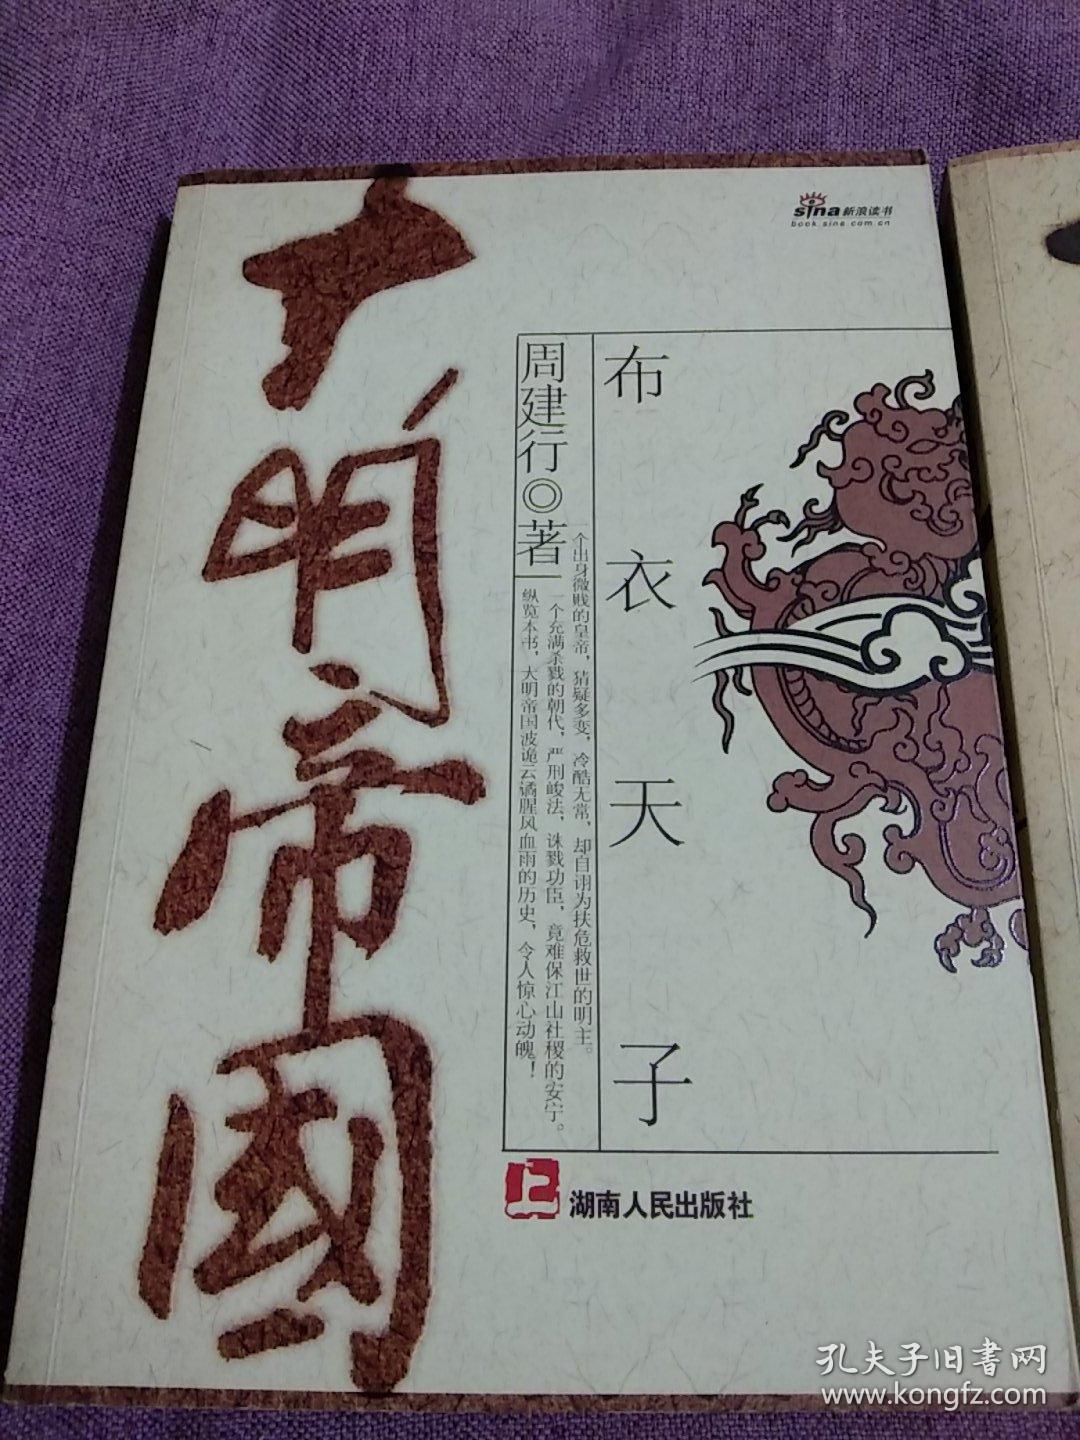 大明帝國
sina新浪读书
book.sina.com.cn
布衣天子
周建行◎著
一个出身微贱的皇帝，猜疑多变，冷酷无常，却自诩为扶危救世的明主。
一个充满杀戮的朝代，严刑峻法，诛戮功臣，竟难保江山社稷的安宁。
纵览本书，大明帝国波诡云谲腥风血雨的历史，令人惊心动魄！
湖南人民出版社
孔夫子旧書网
www.kongfz.com